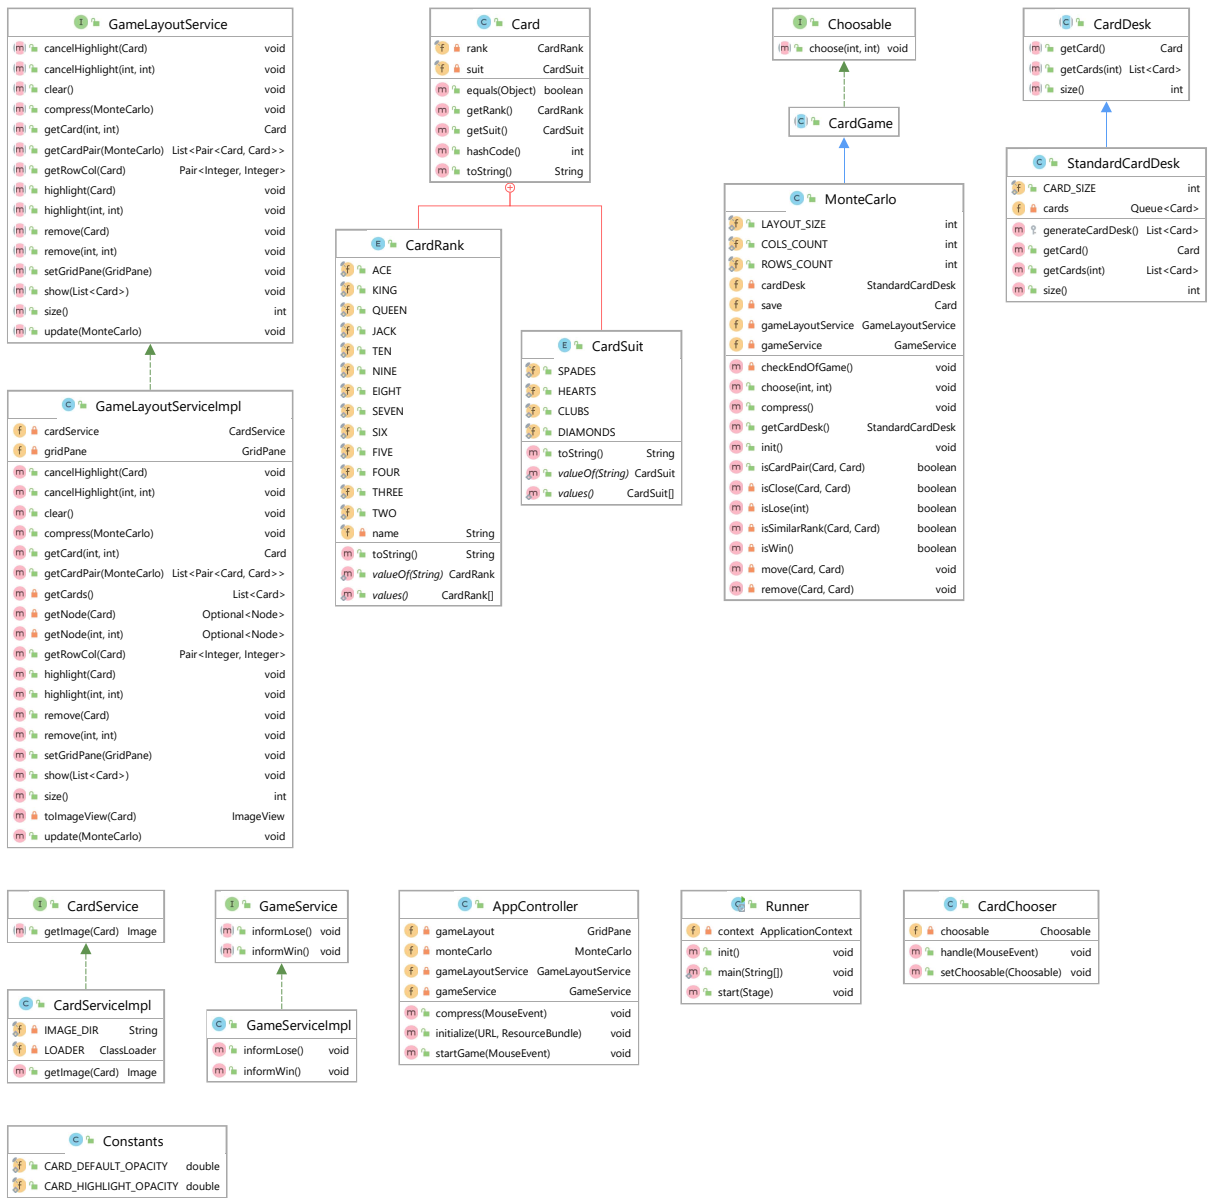 GameLayoutService
cancelHighlight(Card) void
cancelHighlight(int, int) void
clear() void
compress(MonteCarlo) void
getCard(int, int) Card
getCardPair(MonteCarlo) List<Pair<Card, Card>>
getRowCol(Card) Pair<Integer, Integer>
highlight(Card) void
highlight(int, int) void
remove(Card) void
remove(int, int) void
setGridPane(GridPane) void
show(List<Card>) void
size() int
update(MonteCarlo) void
GameLayoutServiceImpl
cardService CardService
gridPane GridPane
cancelHighlight(Card) void
cancelHighlight(int, int) void
clear() void
compress(MonteCarlo) void
getCard(int, int) Card
getCardPair(MonteCarlo) List<Pair<Card, Card>>
getCards() List<Card>
getNode(Card) Optional<Node>
getNode(int, int) Optional<Node>
getRowCol(Card) Pair<Integer, Integer>
highlight(Card) void
highlight(int, int) void
remove(Card) void
remove(int, int) void
setGridPane(GridPane) void
show(List<Card>) void
size() int
toImageView(Card) ImageView
update(MonteCarlo) void
Card
rank CardRank
suit CardSuit
equals(Object) boolean
getRank() CardRank
getSuit() CardSuit
hashCode() int
toString() String
CardRank
ACE
KING
QUEEN
JACK
TEN
NINE
EIGHT
SEVEN
SIX
FIVE
FOUR
THREE
TWO
name String
toString() String
valueOf(String) CardRank
values() CardRank[]
CardSuit
SPADES
HEARTS
CLUBS
DIAMONDS
toString() String
valueOf(String) CardSuit
values() CardSuit[]
Choosable
choose(int, int) void
CardGame
MonteCarlo
LAYOUT_SIZE int
COLS_COUNT int
ROWS_COUNT int
cardDesk StandardCardDesk
save Card
gameLayoutService GameLayoutService
gameService GameService
checkEndOfGame() void
choose(int, int) void
compress() void
getCardDesk() StandardCardDesk
init() void
isCardPair(Card, Card) boolean
isClose(Card, Card) boolean
isLose(int) boolean
isSimilarRank(Card, Card) boolean
isWin() boolean
move(Card, Card) void
remove(Card, Card) void
CardDesk
getCard() Card
getCards(int) List<Card>
size() int
StandardCardDesk
CARD_SIZE int
cards Queue<Card>
generateCardDesk() List<Card>
getCard() Card
getCards(int) List<Card>
size() int
CardService
getImage(Card) Image
CardServiceImpl
IMAGE_DIR String
LOADER ClassLoader
getImage(Card) Image
GameService
informLose() void
informWin() void
GameServiceImpl
informLose() void
informWin() void
AppController
gameLayout GridPane
monteCarlo MonteCarlo
gameLayoutService GameLayoutService
gameService GameService
compress(MouseEvent) void
initialize(URL, ResourceBundle) void
startGame(MouseEvent) void
Runner
context ApplicationContext
init() void
main(String[]) void
start(Stage) void
CardChooser
choosable Choosable
handle(MouseEvent) void
setChoosable(Choosable) void
Constants
CARD_DEFAULT_OPACITY double
CARD_HIGHLIGHT_OPACITY double